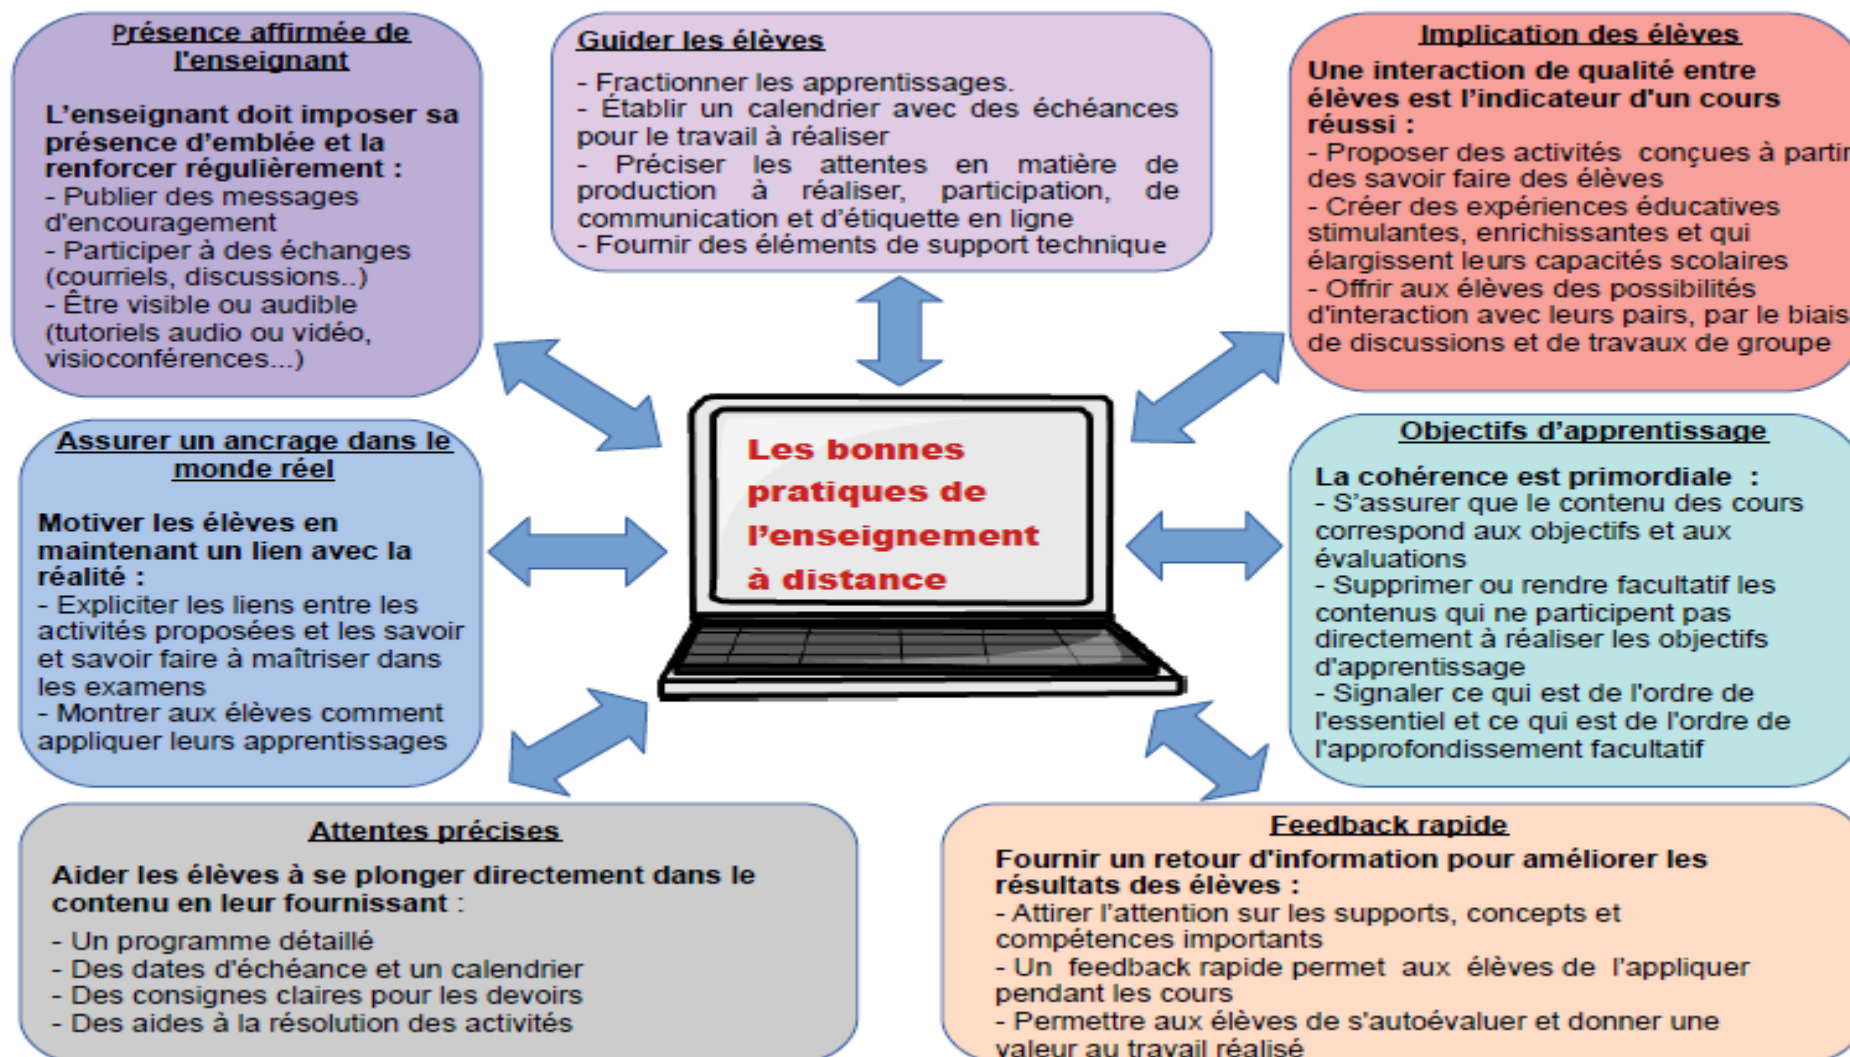 Présence affirmée de
l'enseignant
L'enseignant doit imposer sa
présence d'emblée et la
renforcer régulièrement :
- Publier des messages
d'encouragement
- Participer à des échanges
(courriels, discussions..)
- Être visible ou audible
(tutoriels audio ou vidéo,
visioconférences...)
Guider les élèves
- Fractionner les apprentissages.
- Établir un calendrier avec des échéances
pour le travail à réaliser
- Préciser les attentes en matière de
production à réaliser, participation, de
communication et d'étiquette en ligne
- Fournir des éléments de support technique
Implication des élèves
Une interaction de qualité entre
élèves est l'indicateur d'un cours
réussi :
- Proposer des activités conçues à partir
des savoir faire des élèves
- Créer des expériences éducatives
stimulantes, enrichissantes et qui
élargissent leurs capacités scolaires
- Offrir aux élèves des possibilités
d'interaction avec leurs pairs, par le biais
de discussions et de travaux de groupe
Assurer un ancrage dans le
monde réel
Motiver les élèves en
maintenant un lien avec la
réalité :
- Expliciter les liens entre les
activités proposées et les savoir
et savoir faire à maîtriser dans
les examens
- Montrer aux élèves comment
appliquer leurs apprentissages
Les bonnes
pratiques de
l'enseignement
à distance
Objectifs d'apprentissage
La cohérence est primordiale :
- S'assurer que le contenu des cours
correspond aux objectifs et aux
évaluations
- Supprimer ou rendre facultatif les
contenus qui ne participent pas
directement à réaliser les objectifs
d'apprentissage
- Signaler ce qui est de l'ordre de
l'essentiel et ce qui est de l'ordre de
l'approfondissement facultatif
Attentes précises
Aider les élèves à se plonger directement dans le
contenu en leur fournissant :
- Un programme détaillé
- Des dates d'échéance et un calendrier
- Des consignes claires pour les devoirs
- Des aides à la résolution des activités
Feedback rapide
Fournir un retour d'information pour améliorer les
résultats des élèves :
- Attirer l'attention sur les supports, concepts et
compétences importants
- Un feedback rapide permet aux élèves de l'appliquer
pendant les cours
- Permettre aux élèves de s'autoévaluer et donner une
valeur au travail réalisé